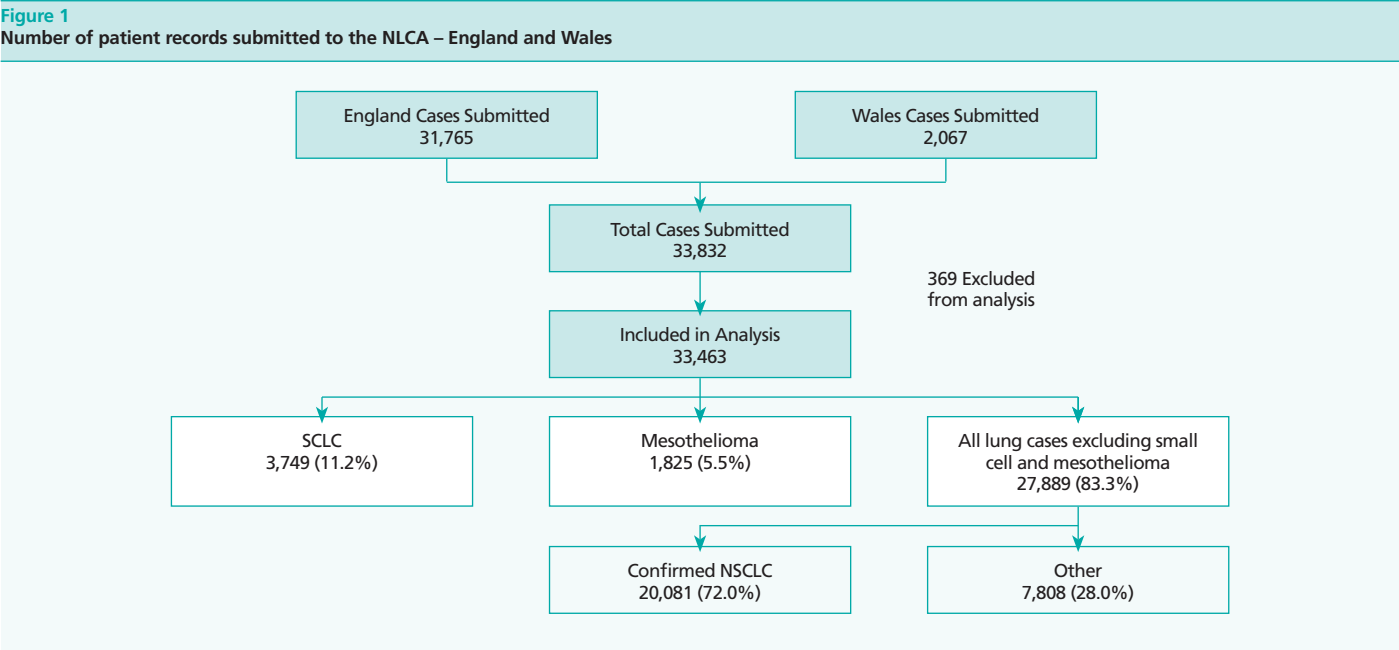 Figure 1
Number of patient records submitted to the NLCA – England and Wales
England Cases Submitted
31,765
Wales Cases Submitted
2,067
Total Cases Submitted
33,832
369 Excluded
from analysis
Included in Analysis
33,463
SCLC
3,749 (11.2%)
Mesothelioma
1,825 (5.5%)
All lung cases excluding small
cell and mesothelioma
27,889 (83.3%)
Confirmed NSCLC
20,081 (72.0%)
Other
7,808 (28.0%)